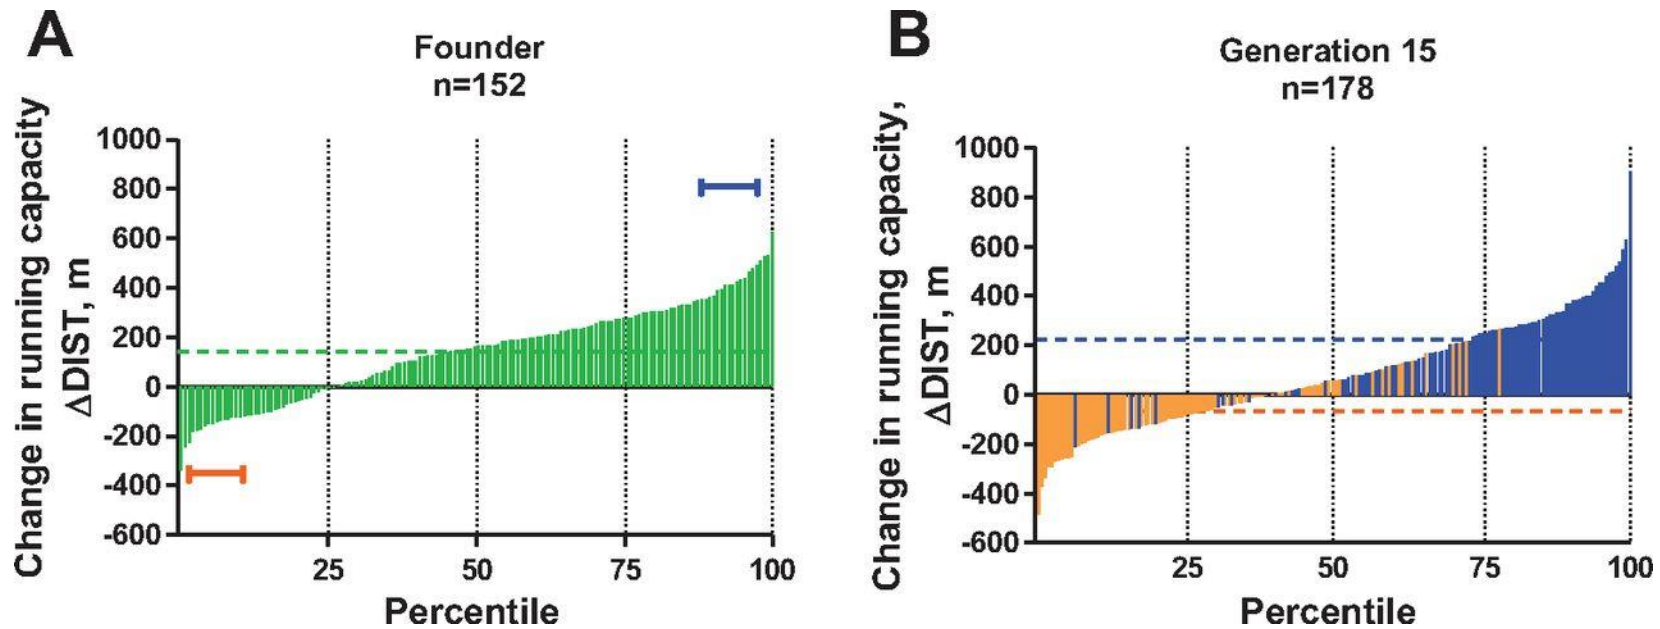 A
Founder
n=152
Change in running capacity
ΔDIST, m
1000
800
600
400
200
0
-200
-400
-600
25
50
75
100
Percentile
B
Generation 15
n=178
Change in running capacity,
ΔDIST, m
1000
800
600
400
200
0
-200
-400
-600
25
50
75
100
Percentile